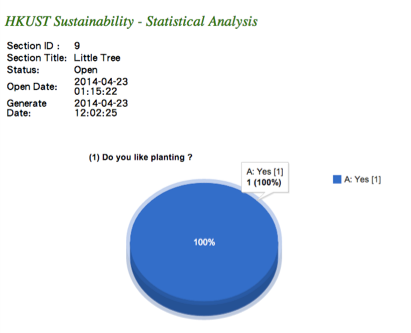 HKUST Sustainability - Statistical Analysis
Section ID : 9
Section Title: Little Tree
Status: Open
Open Date: 2014-04-23 01:15:22
Generate Date: 2014-04-23 12:02:25
(1) Do you like planting ?
A: Yes [1]
1 (100%)
A: Yes [1]
100%